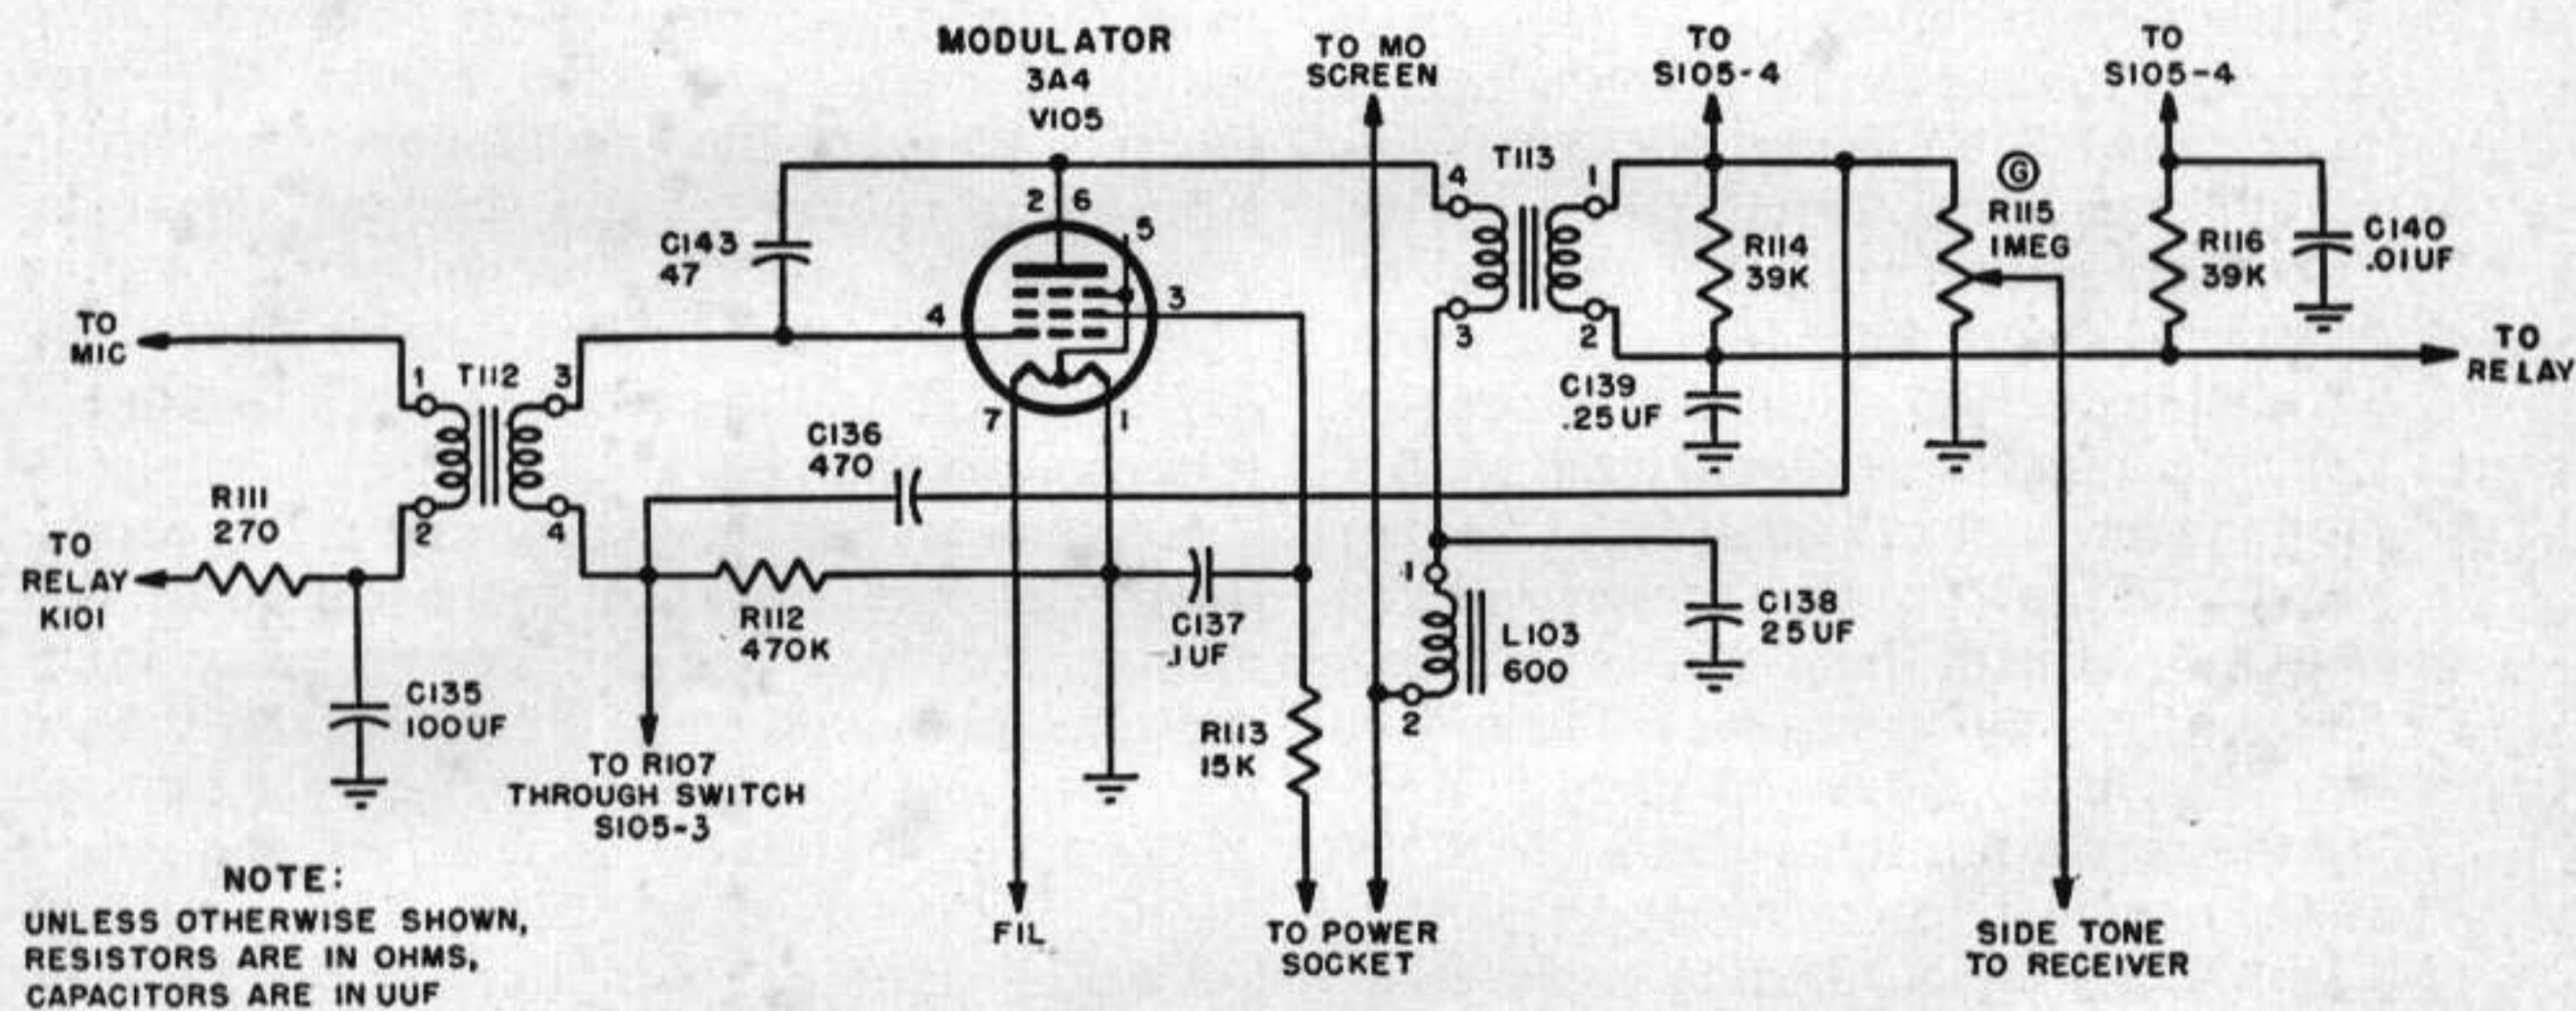 MODULATOR
3A4
V105
TO MO
SCREEN
TO
S105-4
TO
S105-4
T113
4
1
3
2
G
R115
1MEG
R114
39K
R116
39K
C140
.01UF
2 6
5
3
4
7
1
C143
47
TO
MIC
1
T112
3
2
4
C139
.25UF
TO
RELAY
C136
470
R111
270
TO
RELAY
K101
R112
470K
C137
.1UF
1
L103
600
2
C138
25UF
C135
100UF
R113
15K
TO R107
THROUGH SWITCH
S105-3
NOTE:
UNLESS OTHERWISE SHOWN,
RESISTORS ARE IN OHMS,
CAPACITORS ARE IN UUF
FIL
TO POWER
SOCKET
SIDE TONE
TO RECEIVER